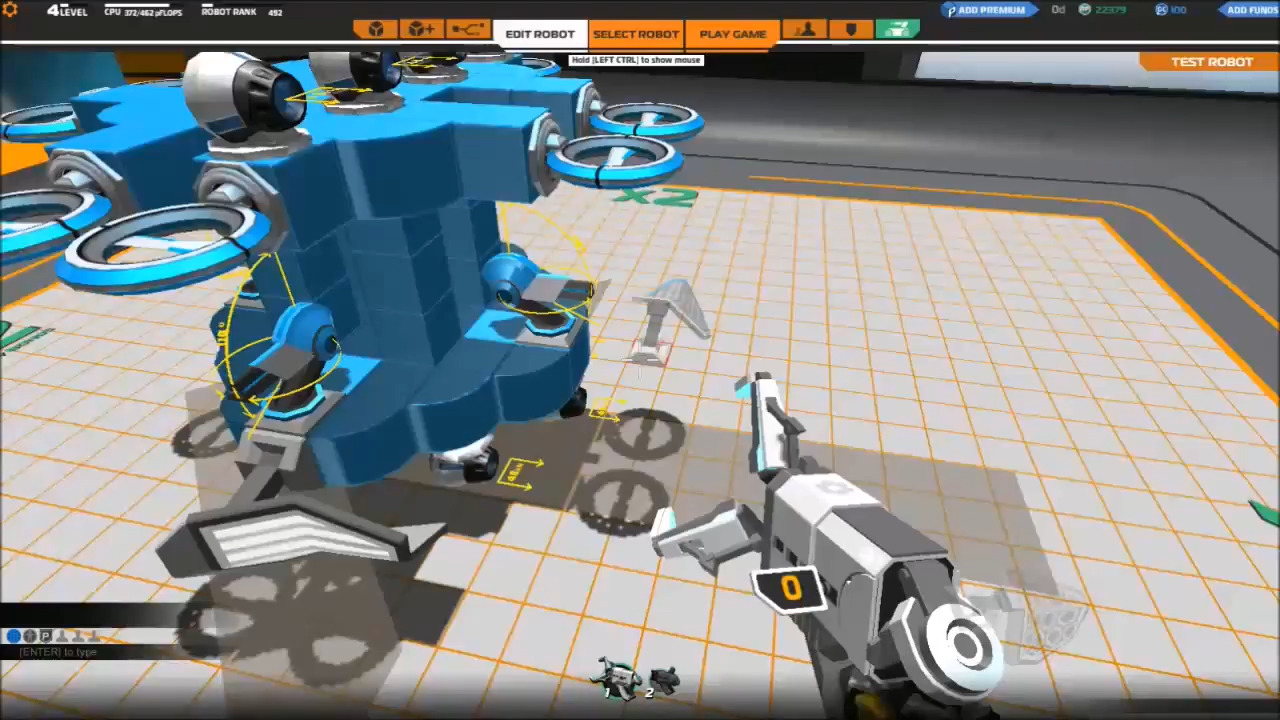 4 LEVEL CPU 372/462 pFLOPS ROBOT RANK 492
ADD PREMIUM 0d 22379 100 ADD FUNDS
EDIT ROBOT SELECT ROBOT PLAY GAME
Hold [LEFT CTRL] to show mouse
TEST ROBOT
X2
0
P
[ENTER] to type
1 2